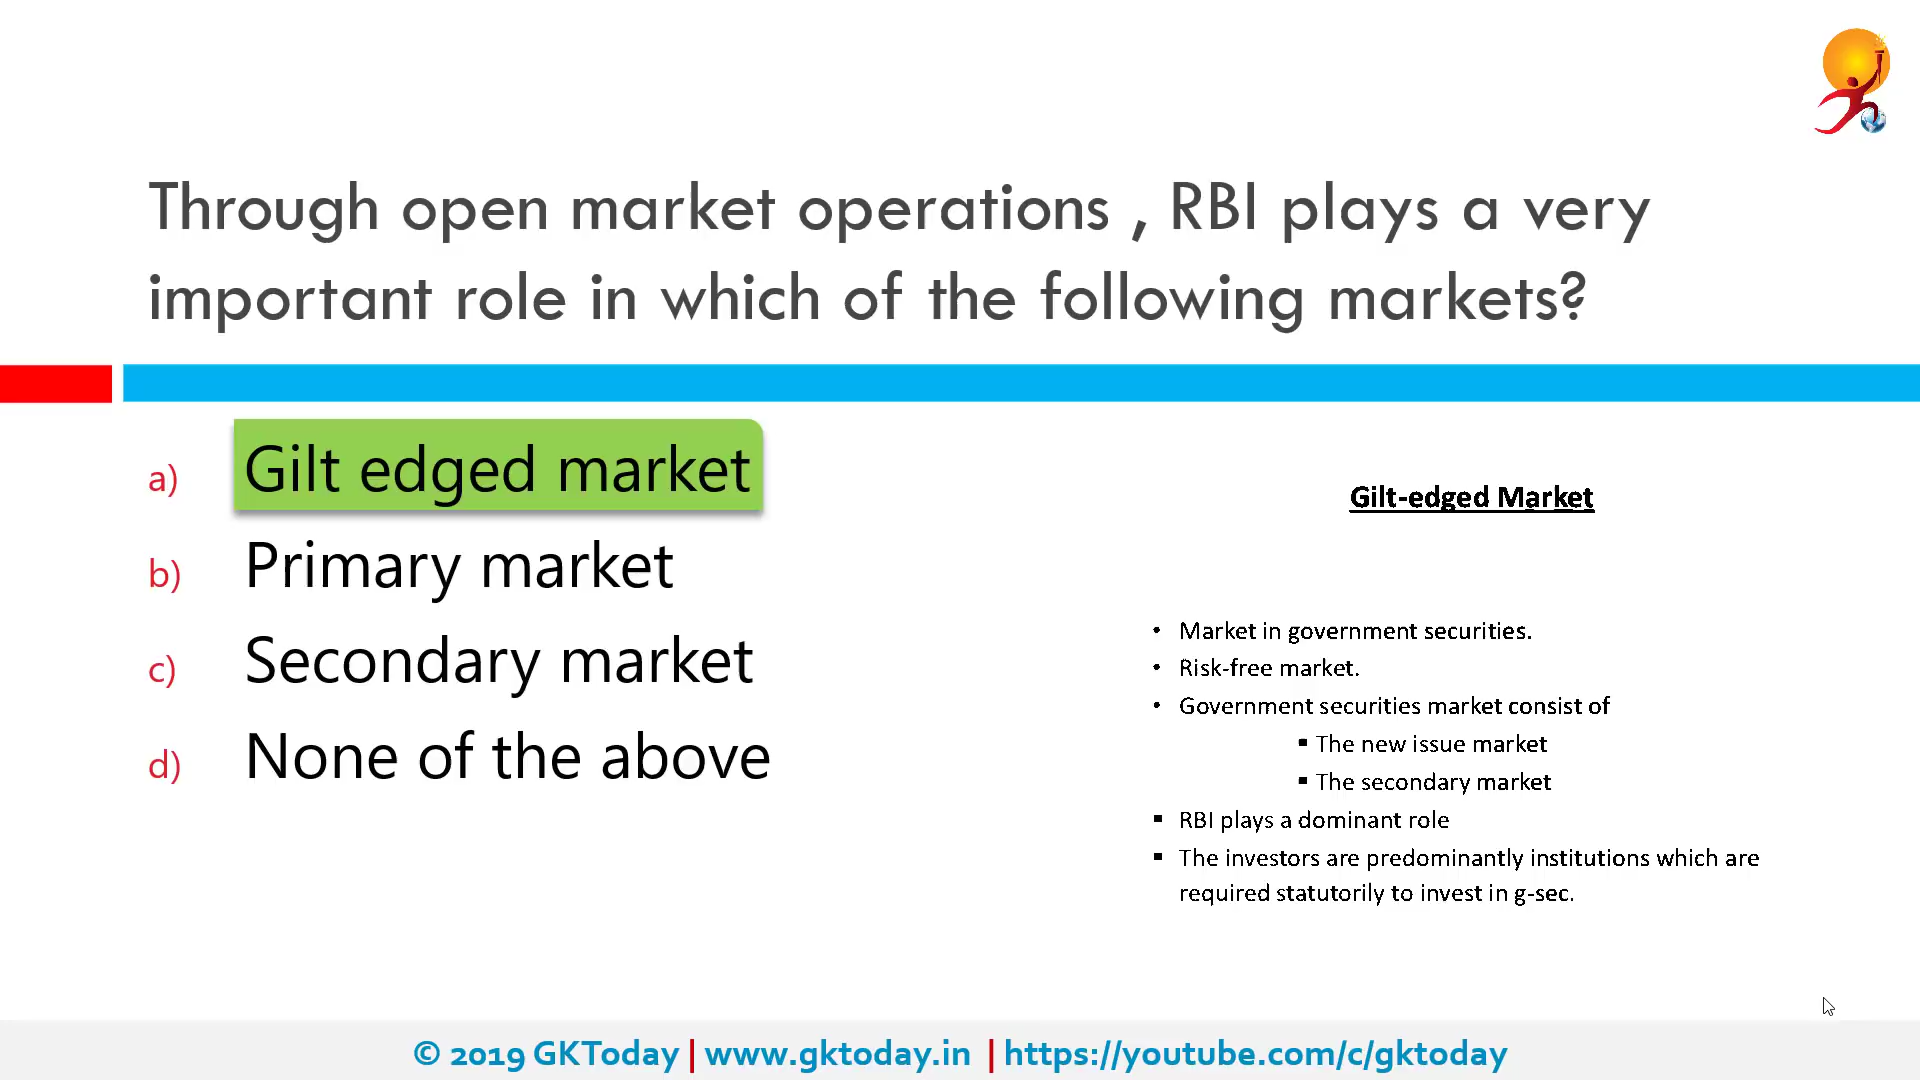 Through open market operations , RBI plays a very
important role in which of the following markets?
a) Gilt edged market
b) Primary market
c) Secondary market
d) None of the above
Gilt-edged Market
• Market in government securities.
• Risk-free market.
• Government securities market consist of
▪ The new issue market
▪ The secondary market
▪ RBI plays a dominant role
▪ The investors are predominantly institutions which are
required statutorily to invest in g-sec.
© 2019 GKToday | www.gktoday.in | https://youtube.com/c/gktoday